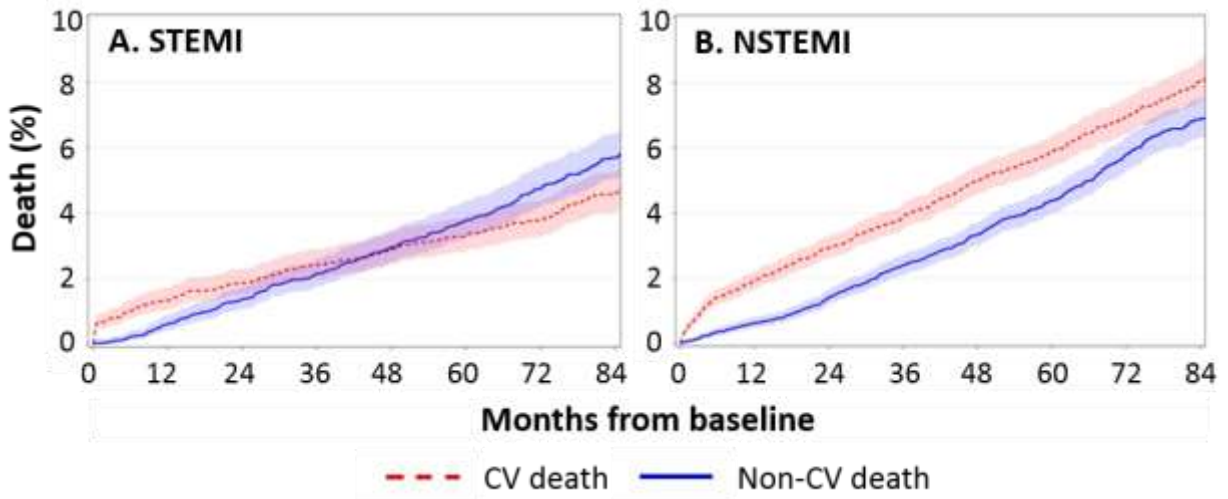 A. STEMI
B. NSTEMI
Death (%)
10
8
6
4
2
0
10
8
6
4
2
0
0 12 24 36 48 60 72 84
0 12 24 36 48 60 72 84
Months from baseline
CV death
Non-CV death